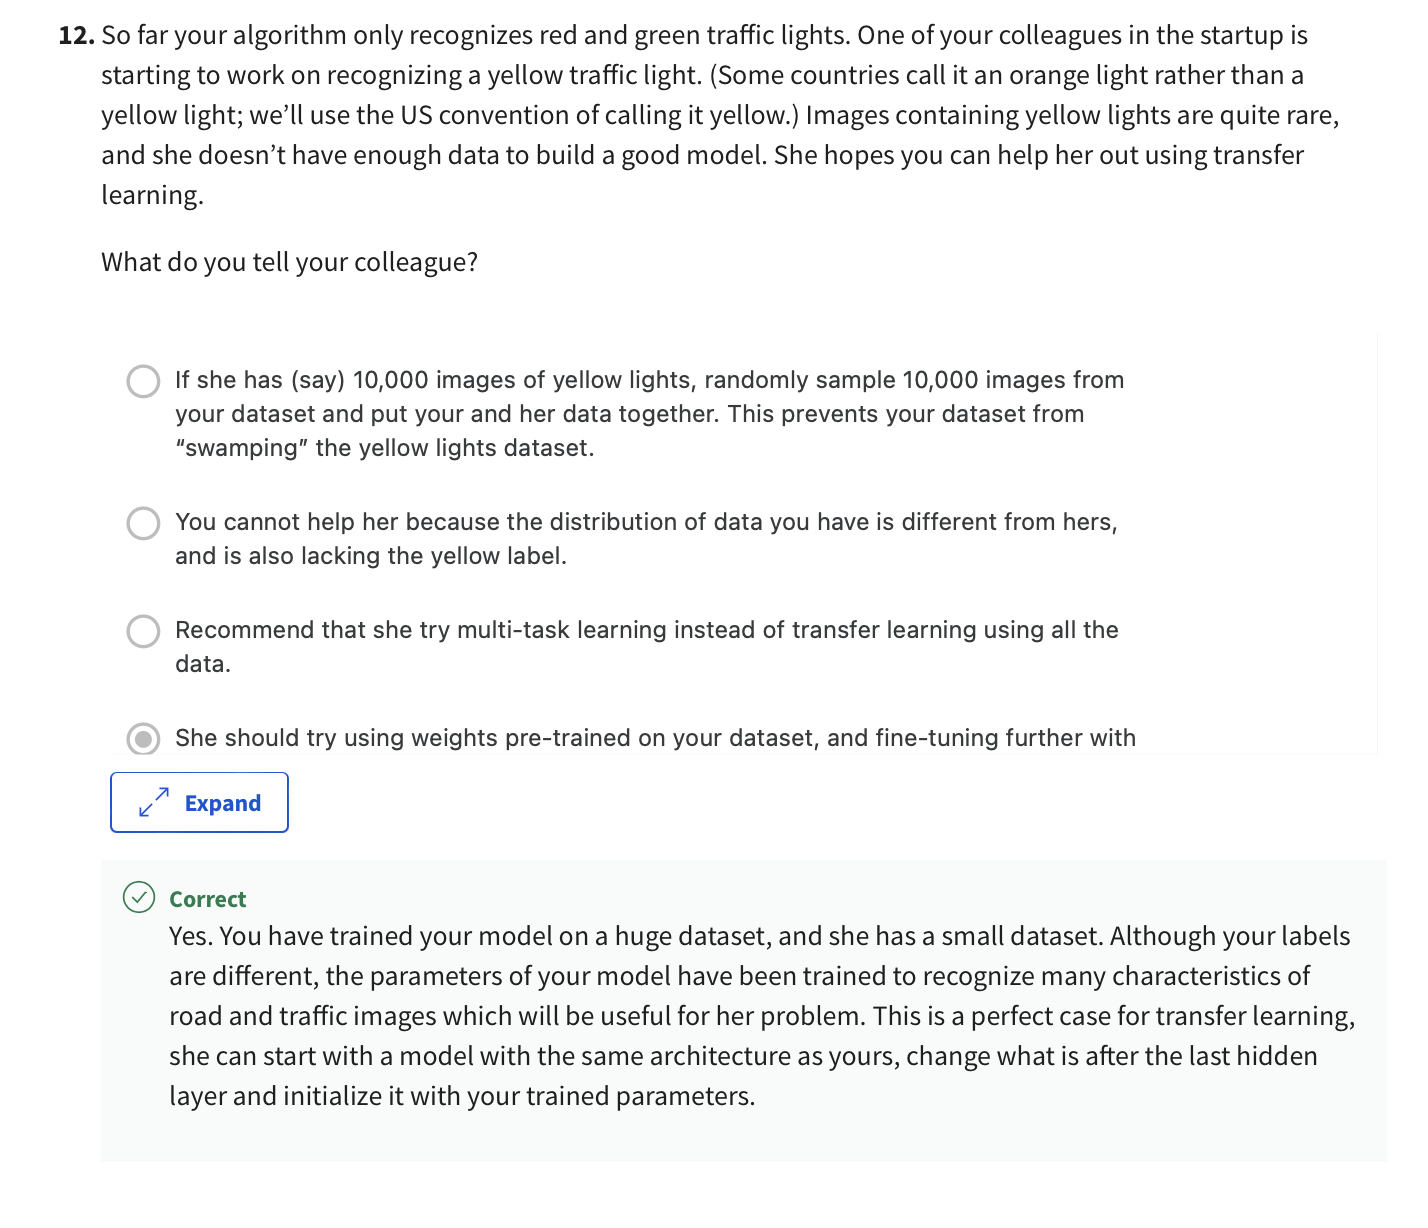 12. So far your algorithm only recognizes red and green traffic lights. One of your colleagues in the startup is
starting to work on recognizing a yellow traffic light. (Some countries call it an orange light rather than a
yellow light; we’ll use the US convention of calling it yellow.) Images containing yellow lights are quite rare,
and she doesn’t have enough data to build a good model. She hopes you can help her out using transfer
learning.
What do you tell your colleague?
If she has (say) 10,000 images of yellow lights, randomly sample 10,000 images from
your dataset and put your and her data together. This prevents your dataset from
“swamping” the yellow lights dataset.
You cannot help her because the distribution of data you have is different from hers,
and is also lacking the yellow label.
Recommend that she try multi-task learning instead of transfer learning using all the
data.
She should try using weights pre-trained on your dataset, and fine-tuning further with
Expand
Correct
Yes. You have trained your model on a huge dataset, and she has a small dataset. Although your labels
are different, the parameters of your model have been trained to recognize many characteristics of
road and traffic images which will be useful for her problem. This is a perfect case for transfer learning,
she can start with a model with the same architecture as yours, change what is after the last hidden
layer and initialize it with your trained parameters.